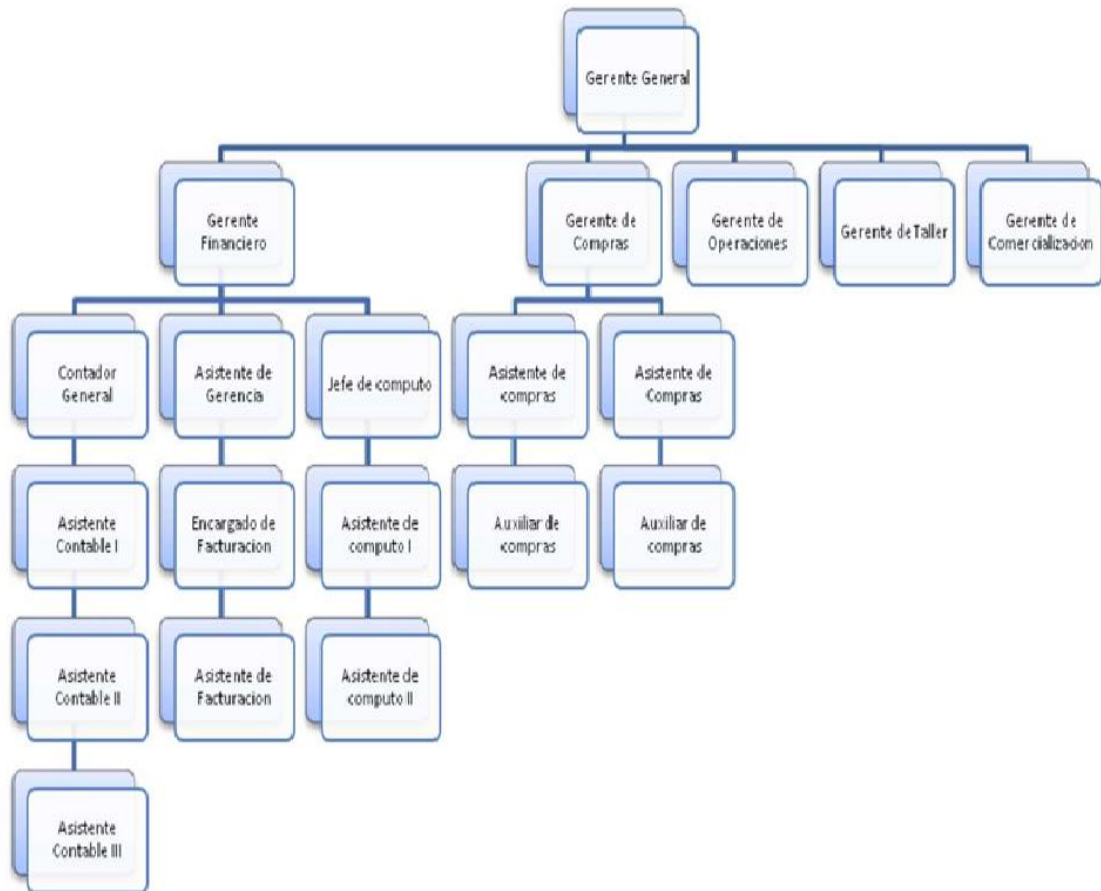 Gerente General
Gerente
Financiero
Gerente de
Compras
Gerente de
Operaciones
Gerente de Taller
Gerente de
Comercializacion
Contador
General
Asistente de
Gerencia
Jefe de computo
Asistente de
compras
Asistente de
Compras
Asistente
Contable I
Encargado de
Facturacion
Asistente de
computo I
Auxiliar de
compras
Auxiliar de
compras
Asistente
Contable II
Asistente de
Facturacion
Asistente de
computo II
Asistente
Contable III